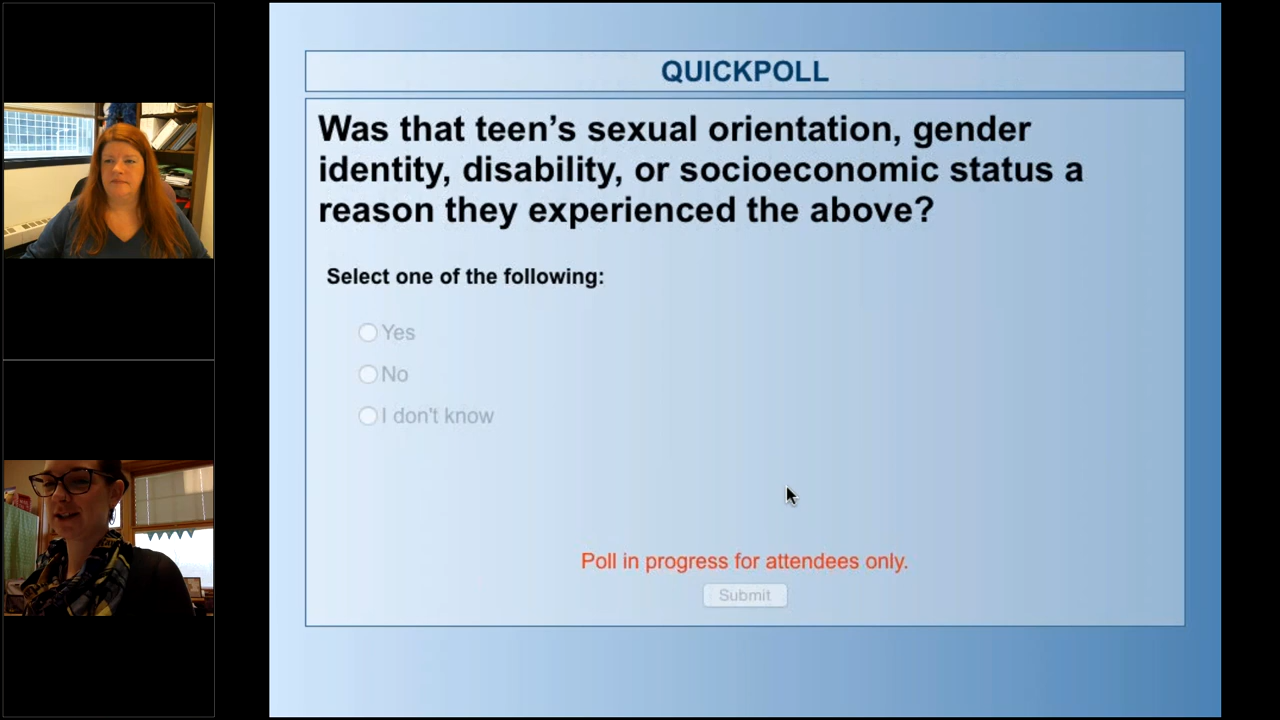 QUICKPOLL
Was that teen’s sexual orientation, gender
identity, disability, or socioeconomic status a
reason they experienced the above?
Select one of the following:
Yes
No
I don't know
Poll in progress for attendees only.
Submit